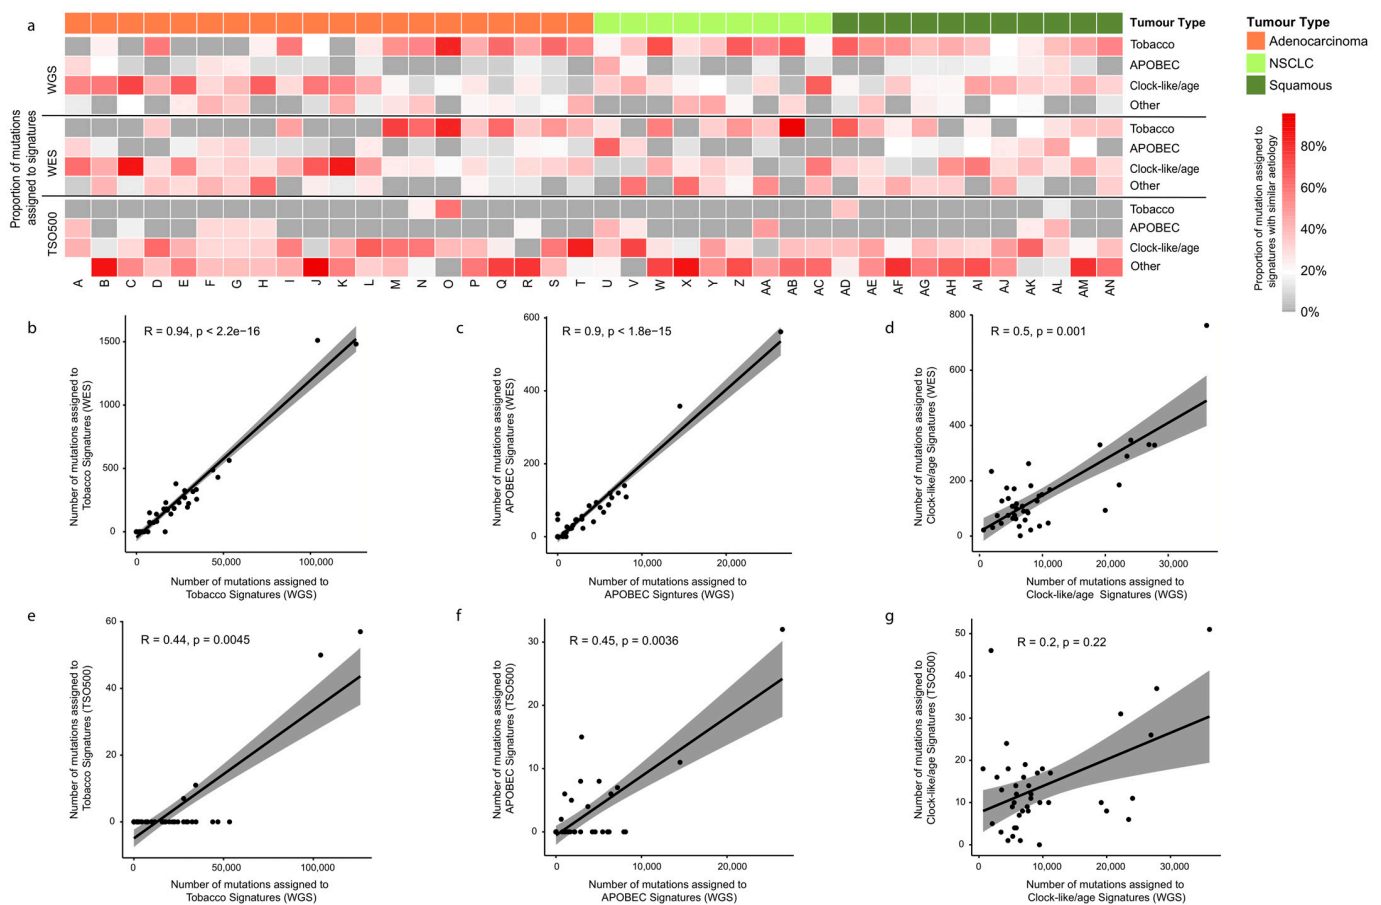 a
Tumour Type
Tobacco
APOBEC
Clock-like/age
Other
Tobacco
APOBEC
Clock-like/age
Other
Tobacco
APOBEC
Clock-like/age
Other
Proportion of mutations
assigned to signatures
WGS
WES
TSO500
A B C D E F G H I J K L M N O P Q R S T U V W X Y Z AA AB AC AD AE AF AG AH AI AJ AK AL AM AN
Tumour Type
Adenocarcinoma
NSCLC
Squamous
Proportion of mutation assigned to
signatures with similar aetiology
80%
60%
40%
20%
0%
b
R = 0.94, p < 2.2e−16
Number of mutations assigned to
Tobacco Signatures (WES)
1500
1000
500
0
0 50,000 100,000
Number of mutations assigned to
Tobacco Signatures (WGS)
c
R = 0.9, p < 1.8e−15
Number of mutations assigned to
APOBEC Signatures (WES)
600
400
200
0
0 10,000 20,000
Number of mutations assigned to
APOBEC Signtures (WGS)
d
R = 0.5, p = 0.001
Number of mutations assigned to
Clock-like/age Signatures (WES)
800
600
400
200
0
0 10,000 20,000 30,000
Number of mutations assigned to
Clock-like/age Signatures (WGS)
e
R = 0.44, p = 0.0045
Number of mutations assigned to
Tobacco Signatures (TSO500)
60
40
20
0
0 50,000 100,000
Number of mutations assigned to
Tobacco Signatures (WGS)
f
R = 0.45, p = 0.0036
Number of mutations assigned to
APOBEC Signatures (TSO500)
30
20
10
0
0 10,000 20,000
Number of mutations assigned to
APOBEC Signatures (WGS)
g
R = 0.2, p = 0.22
Number of mutations assigned to
Clock-like/age Signatures (TSO500)
50
40
30
20
10
0
0 10,000 20,000 30,000
Number of mutations assigned to
Clock-like/age Signatures (WGS)